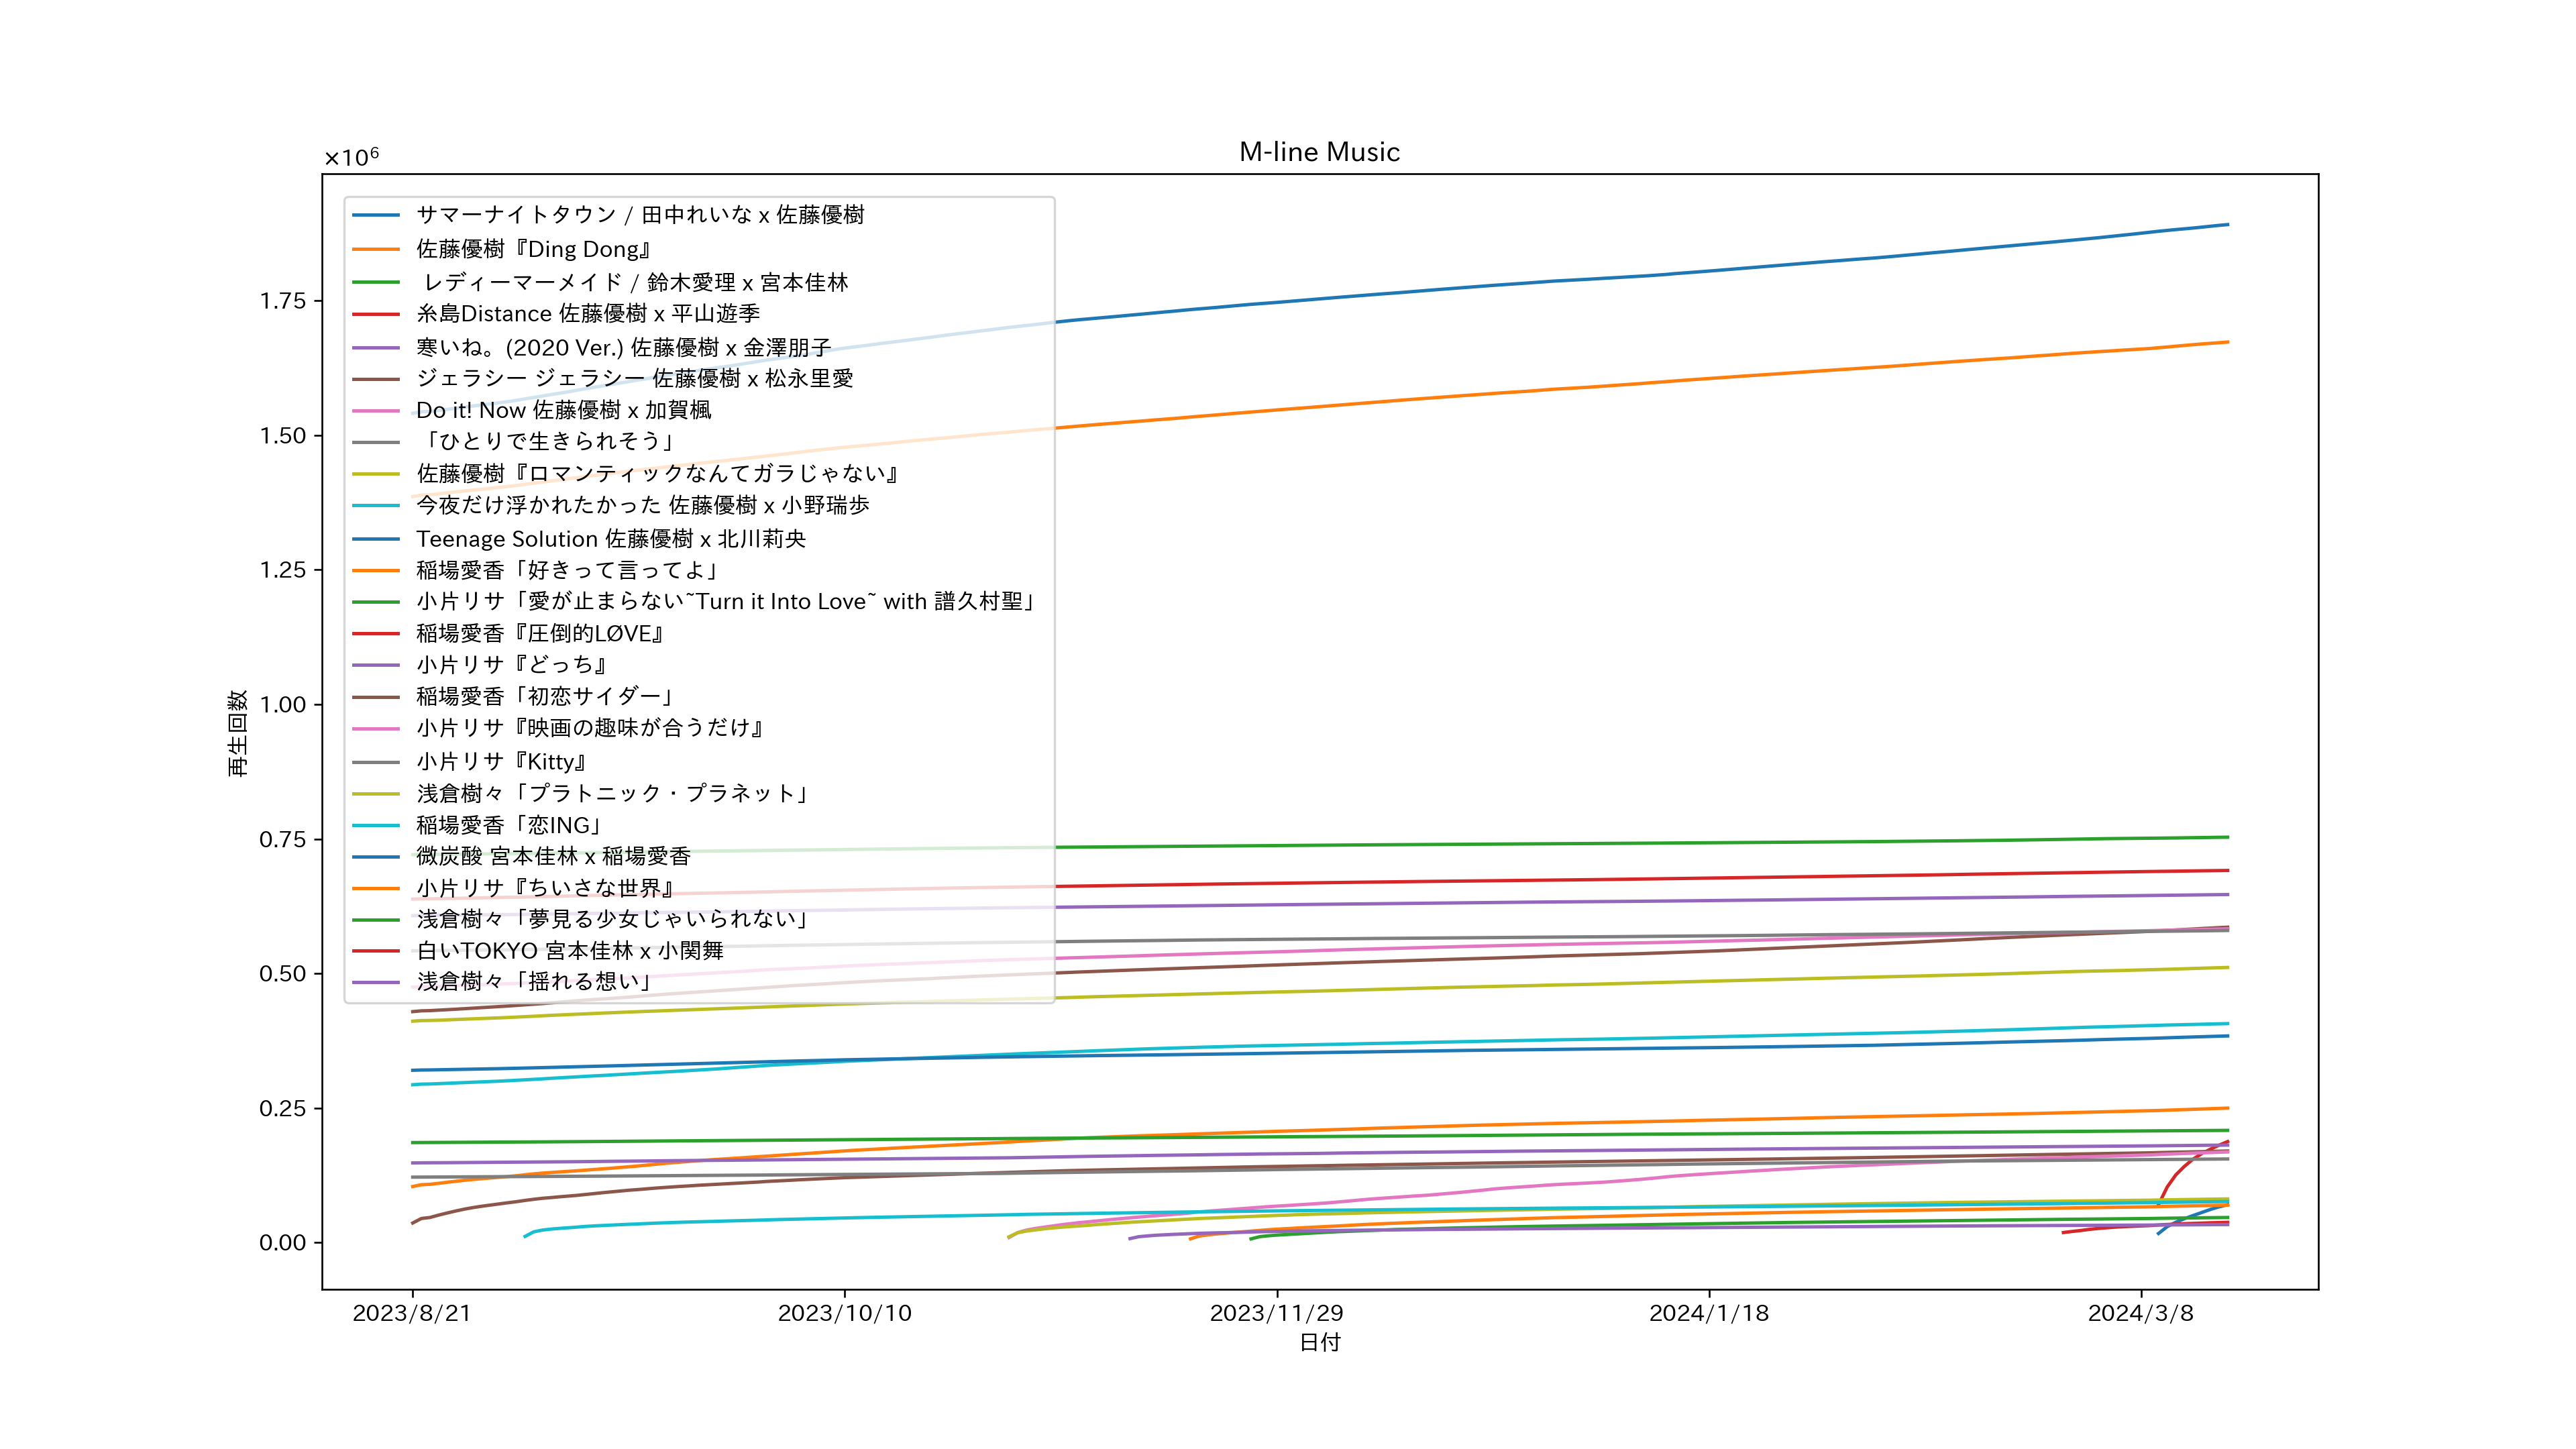 M-line Music
×10⁶
サマーナイトタウン / 田中れいな x 佐藤優樹
佐藤優樹『Ding Dong』
レディーマーメイド / 鈴木愛理 x 宮本佳林
糸島Distance 佐藤優樹 x 平山遊季
寒いね。(2020 Ver.) 佐藤優樹 x 金澤朋子
ジェラシー ジェラシー 佐藤優樹 x 松永里愛
Do it! Now 佐藤優樹 x 加賀楓
「ひとりで生きられそう」
佐藤優樹『ロマンティックなんてガラじゃない』
今夜だけ浮かれたかった 佐藤優樹 x 小野瑞歩
Teenage Solution 佐藤優樹 x 北川莉央
稲場愛香「好きって言ってよ」
小片リサ「愛が止まらない~Turn it Into Love~ with 譜久村聖」
稲場愛香『圧倒的LØVE』
小片リサ『どっち』
稲場愛香「初恋サイダー」
小片リサ『映画の趣味が合うだけ』
小片リサ『Kitty』
浅倉樹々「プラトニック・プラネット」
稲場愛香「恋ING」
微炭酸 宮本佳林 x 稲場愛香
小片リサ『ちいさな世界』
浅倉樹々「夢見る少女じゃいられない」
白いTOKYO 宮本佳林 x 小関舞
浅倉樹々「揺れる想い」
再生回数
1.75
1.50
1.25
1.00
0.75
0.50
0.25
0.00
2023/8/21
2023/10/10
2023/11/29
2024/1/18
2024/3/8
日付